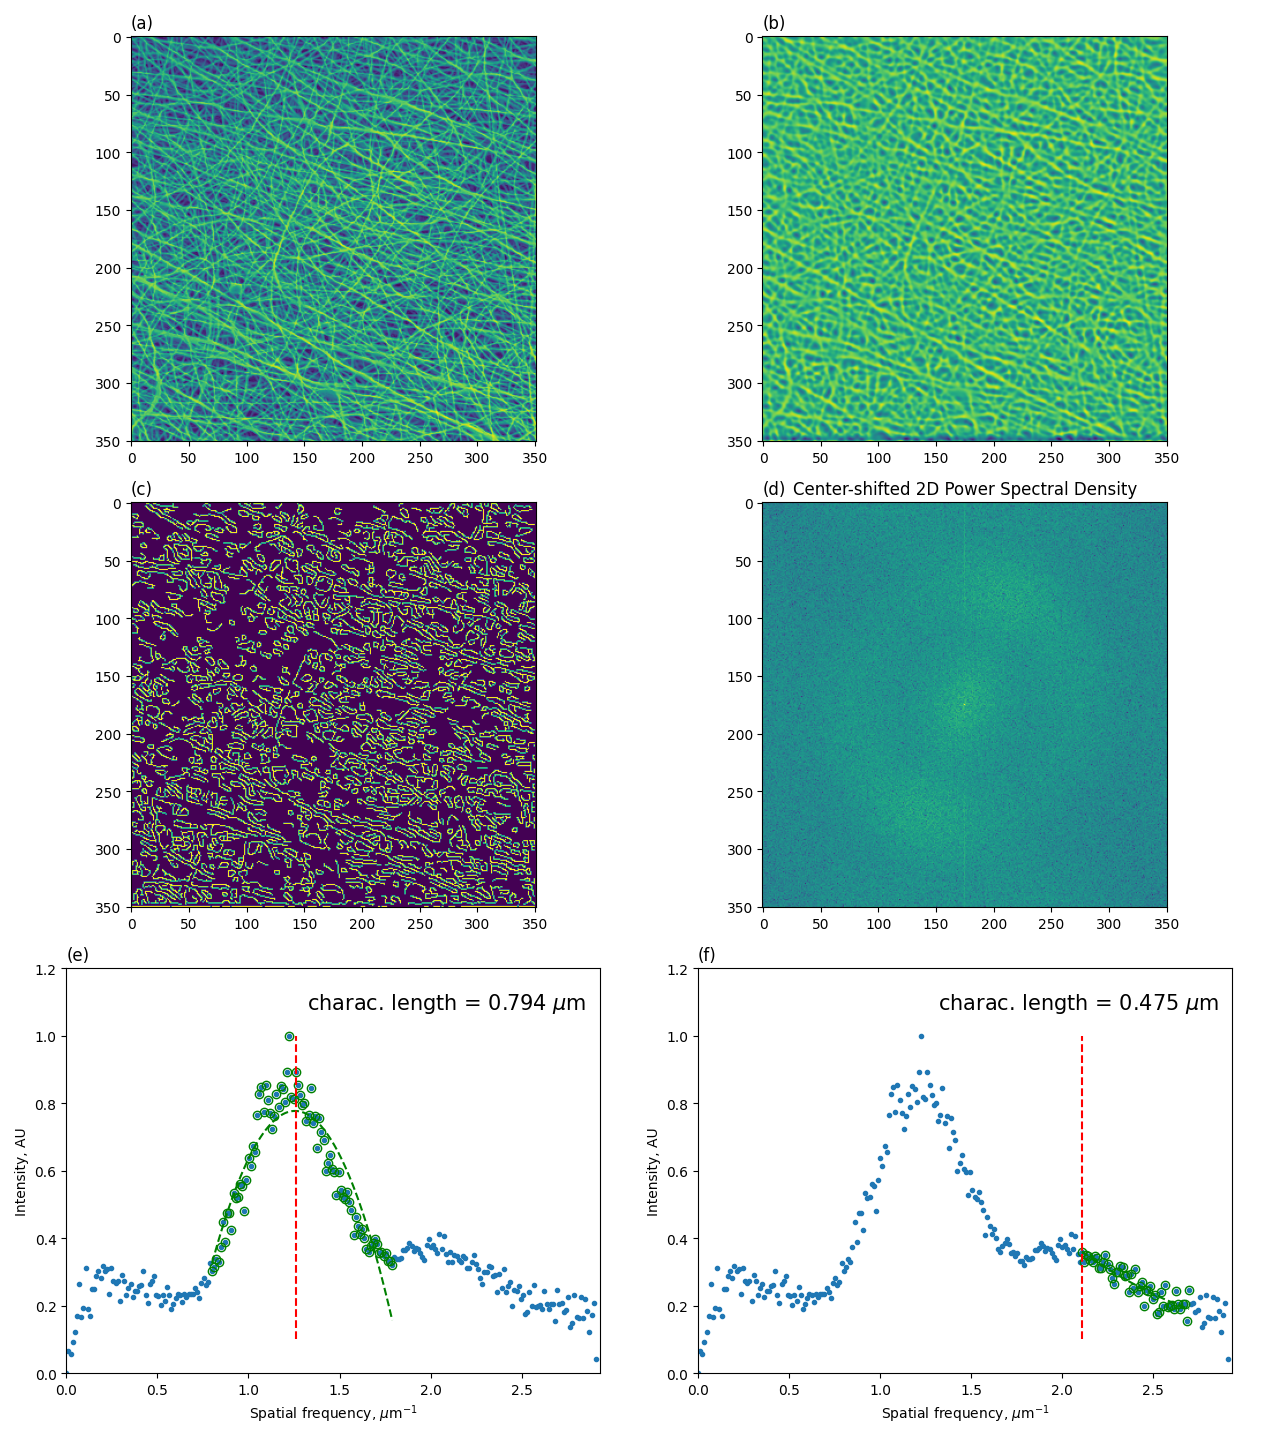 (a)
0
50
100
150
200
250
300
350
0 50 100 150 200 250 300 350
(b)
0
50
100
150
200
250
300
350
0 50 100 150 200 250 300 350
(c)
0
50
100
150
200
250
300
350
0 50 100 150 200 250 300 350
(d) Center-shifted 2D Power Spectral Density
0
50
100
150
200
250
300
350
0 50 100 150 200 250 300 350
(e)
charac. length = 0.794 μm
Intensity, AU
1.2
1.0
0.8
0.6
0.4
0.2
0.0
0.0 0.5 1.0 1.5 2.0 2.5
Spatial frequency, μm⁻¹
(f)
charac. length = 0.475 μm
Intensity, AU
1.2
1.0
0.8
0.6
0.4
0.2
0.0
0.0 0.5 1.0 1.5 2.0 2.5
Spatial frequency, μm⁻¹